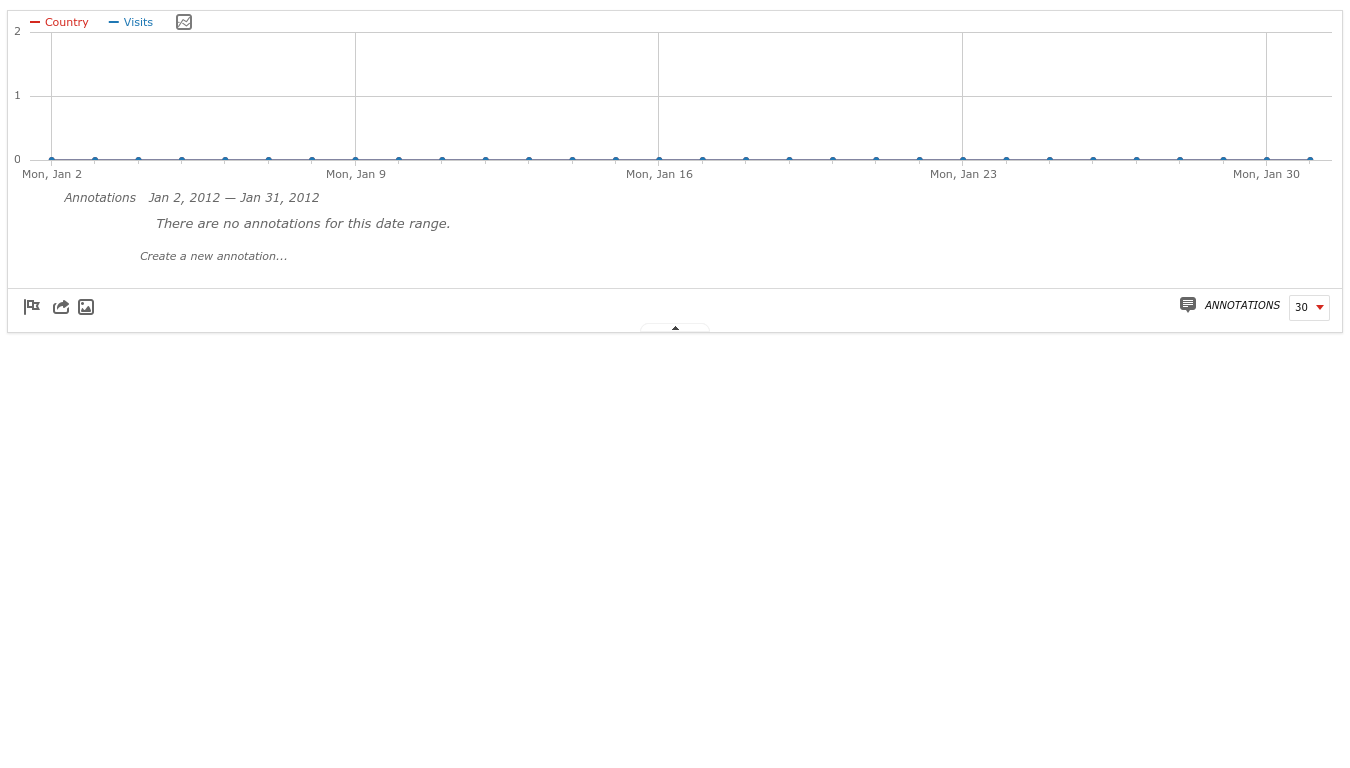 Country Visits
2
1
0
Mon, Jan 2 Mon, Jan 9 Mon, Jan 16 Mon, Jan 23 Mon, Jan 30
Annotations Jan 2, 2012 — Jan 31, 2012
There are no annotations for this date range.
Create a new annotation...
ANNOTATIONS 30